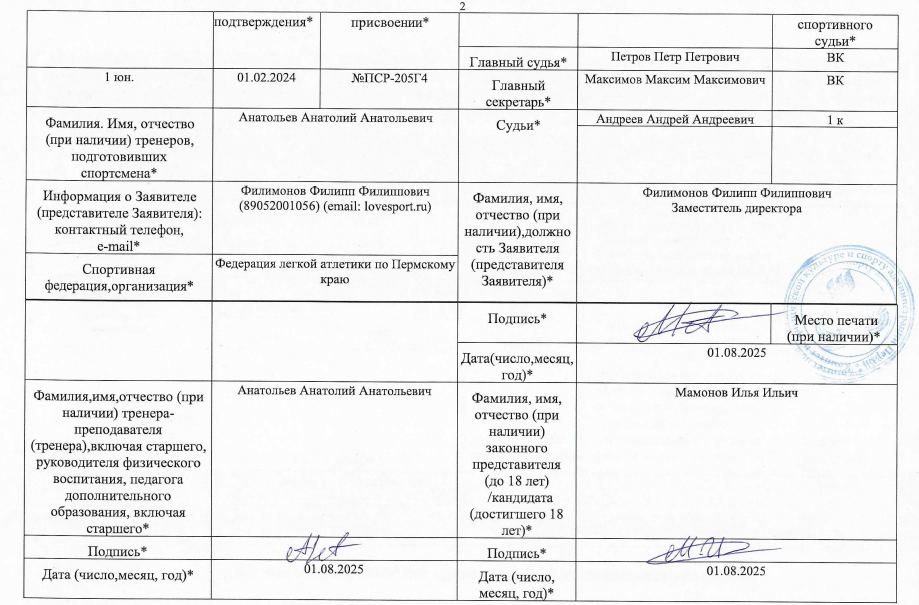 2
подтверждения*
присвоении*
спортивного
судьи*
Главный судья*
Петров Петр Петрович
ВК
1 юн.
01.02.2024
№ПСР-205Г4
Главный
секретарь*
Максимов Максим Максимович
ВК
Фамилия. Имя, отчество
(при наличии) тренеров,
подготовивших
спортсмена*
Анатольев Анатолий Анатольевич
Судьи*
Андреев Андрей Андреевич
1 к
Информация о Заявителе
(представителе Заявителя):
контактный телефон,
e-mail*
Филимонов Филипп Филиппович
(89052001056) (email: lovesport.ru)
Фамилия, имя,
отчество (при
наличии),должно
сть Заявителя
(представителя
Заявителя)*
Филимонов Филипп Филиппович
Заместитель директора
Спортивная
федерация,организация*
Федерация легкой атлетики по Пермскому
краю
Подпись*
Место печати
(при наличии)*
Дата(число,месяц,
год)*
01.08.2025
Фамилия,имя,отчество (при
наличии) тренера-
преподавателя
(тренера),включая старшего,
руководителя физического
воспитания, педагога
дополнительного
образования, включая
старшего*
Анатольев Анатолий Анатольевич
Фамилия, имя,
отчество (при
наличии)
законного
представителя
(до 18 лет)
/кандидата
(достигшего 18
лет)*
Мамонов Илья Ильич
Подпись*
Подпись*
Дата (число,месяц, год)*
01.08.2025
Дата (число,
месяц, год)*
01.08.2025